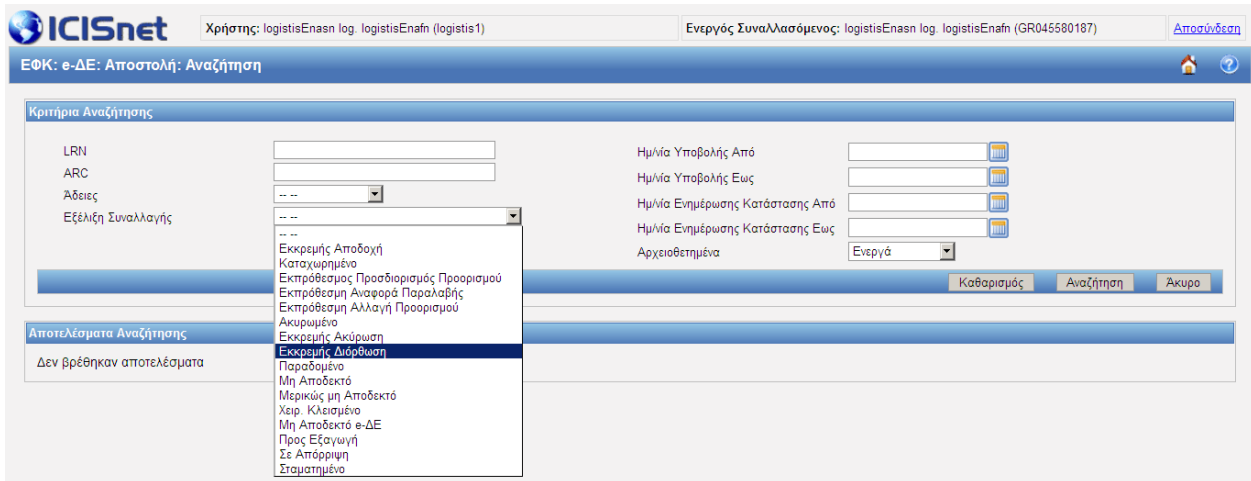 ICISnet Χρήστης: logistisEnasn log. logistisEnafn (logistis1) Ενεργός Συναλλασόμενος: logistisEnasn log. logistisEnafn (GR045580187) Αποσύνδεση
ΕΦΚ: e-ΔΕ: Αποστολή: Αναζήτηση
Κριτήρια Αναζήτησης
LRN
ARC
Άδειες -- --
Εξέλιξη Συναλλαγής -- --
Ημ/νία Υποβολής Από
Ημ/νία Υποβολής Εως
Ημ/νία Ενημέρωσης Κατάστασης Από
Ημ/νία Ενημέρωσης Κατάστασης Εως
Αρχειοθετημένα Ενεργά
-- --
Εκκρεμής Αποδοχή
Καταχωρημένο
Εκπρόθεσμος Προσδιορισμός Προορισμού
Εκπρόθεσμη Αναφορά Παραλαβής
Εκπρόθεσμη Αλλαγή Προορισμού
Ακυρωμένο
Εκκρεμής Ακύρωση
Εκκρεμής Διόρθωση
Παραδομένο
Μη Αποδεκτό
Μερικώς μη Αποδεκτό
Χειρ. Κλεισμένο
Μη Αποδεκτό e-ΔΕ
Προς Εξαγωγή
Σε Απόρριψη
Σταματημένο
Καθαρισμός Αναζήτηση Άκυρο
Αποτελέσματα Αναζήτησης
Δεν βρέθηκαν αποτελέσματα